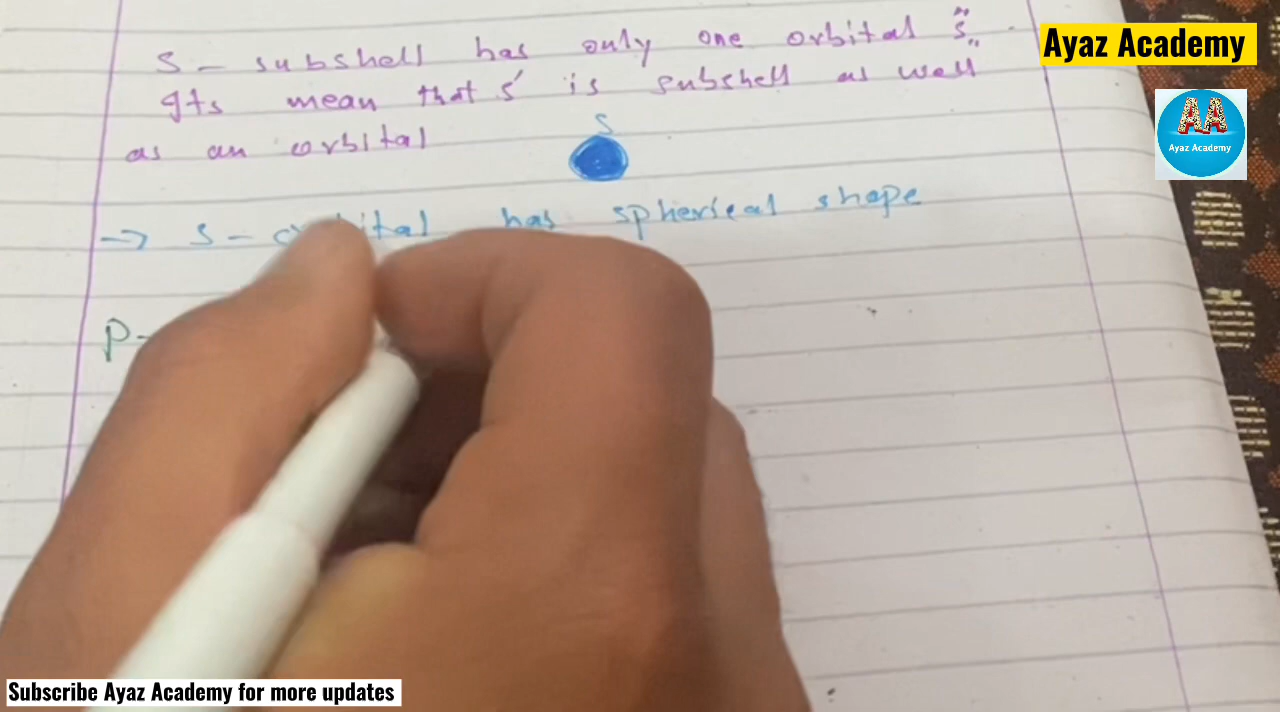 s - subshell has only one orbital "s"
Its mean that s' is subshell as well
as an orbital
s
→ s - orbital has spherical shape
P-
Ayaz Academy
AA
Ayaz Academy
Subscribe Ayaz Academy for more updates